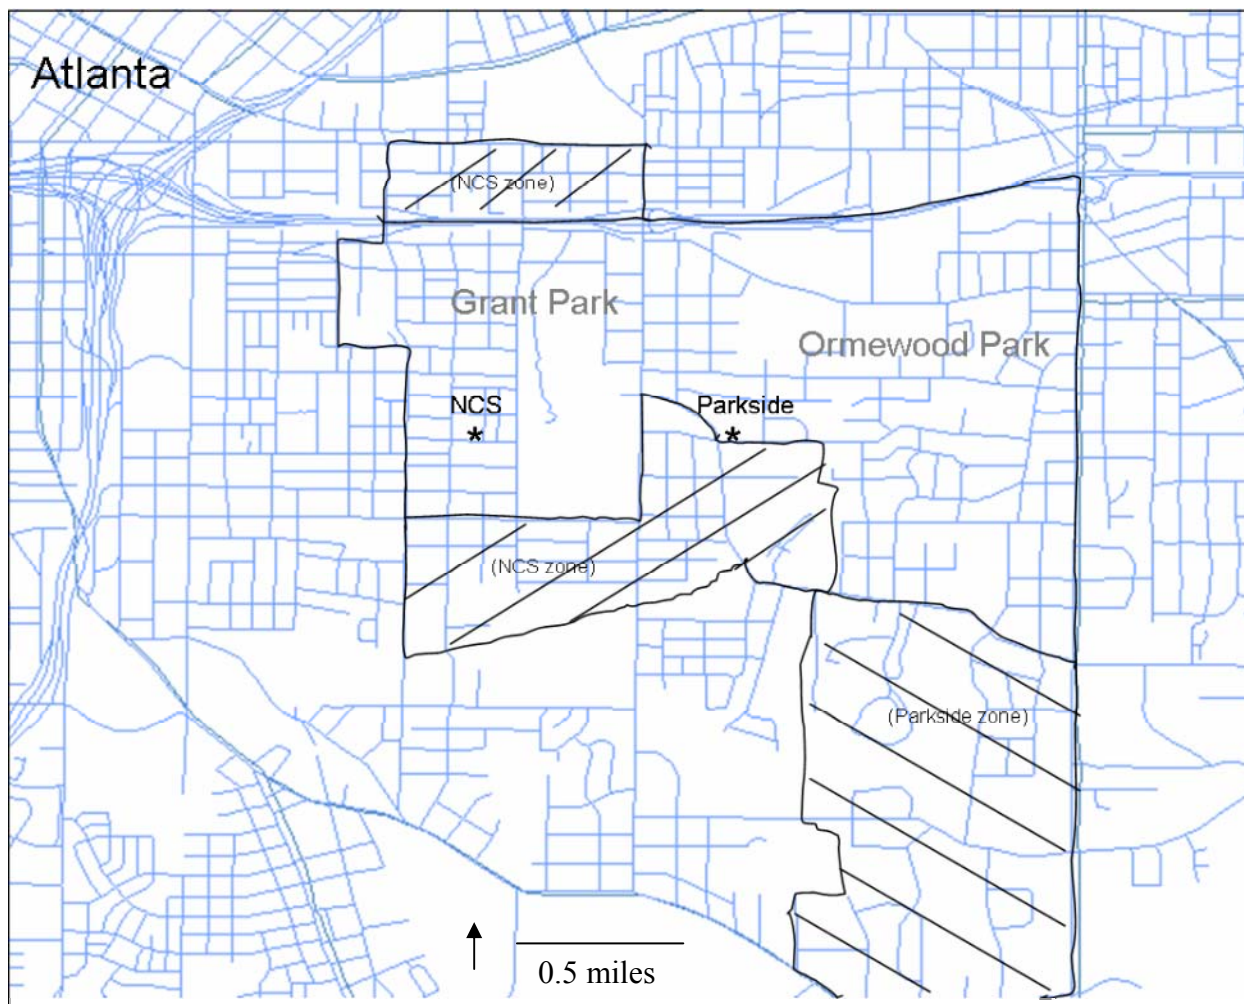 Atlanta
(NCS zone)
Grant Park
Ormewood Park
NCS
*
Parkside
*
(NCS zone)
(Parkside zone)
0.5 miles